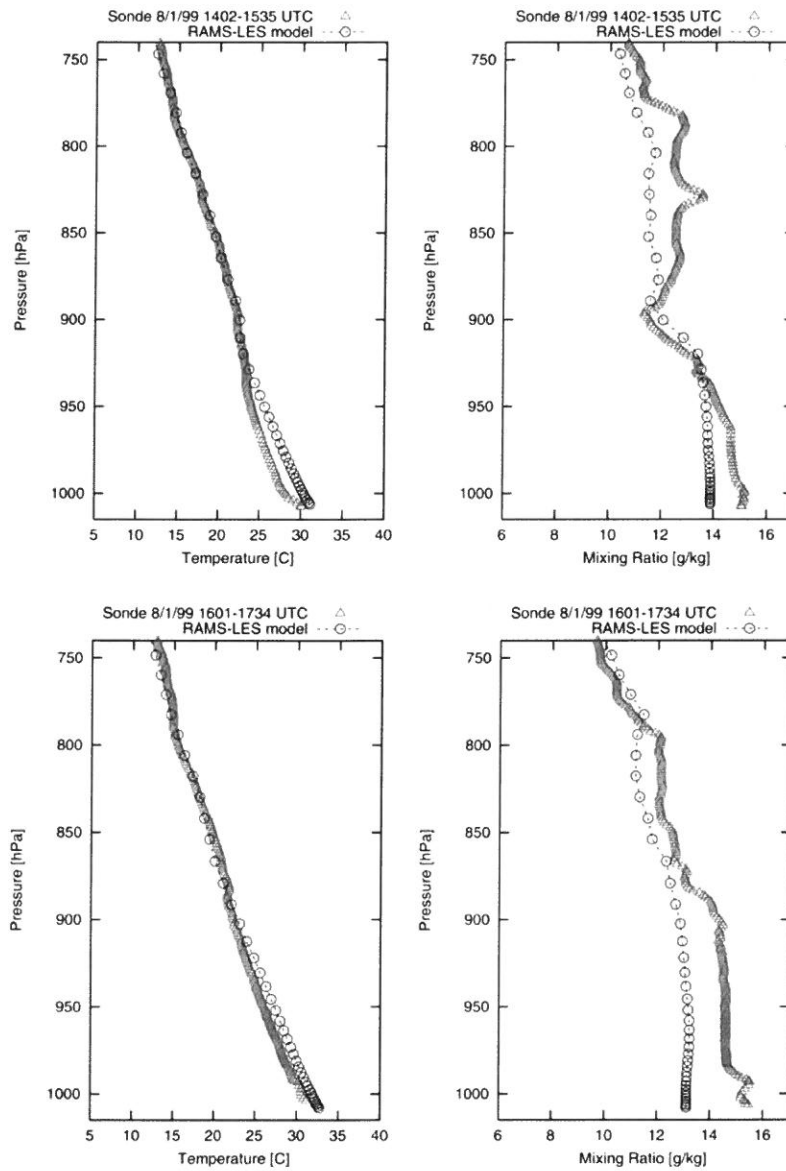 Sonde 8/1/99 1402-1535 UTC
RAMS-LES model
750
800
850
900
950
1000
Pressure [hPa]
5 10 15 20 25 30 35 40
Temperature [C]
Sonde 8/1/99 1402-1535 UTC
RAMS-LES model
750
800
850
900
950
1000
Pressure [hPa]
6 8 10 12 14 16
Mixing Ratio [g/kg]
Sonde 8/1/99 1601-1734 UTC
RAMS-LES model
750
800
850
900
950
1000
Pressure [hPa]
5 10 15 20 25 30 35 40
Temperature [C]
Sonde 8/1/99 1601-1734 UTC
RAMS-LES model
750
800
850
900
950
1000
Pressure [hPa]
6 8 10 12 14 16
Mixing Ratio [g/kg]